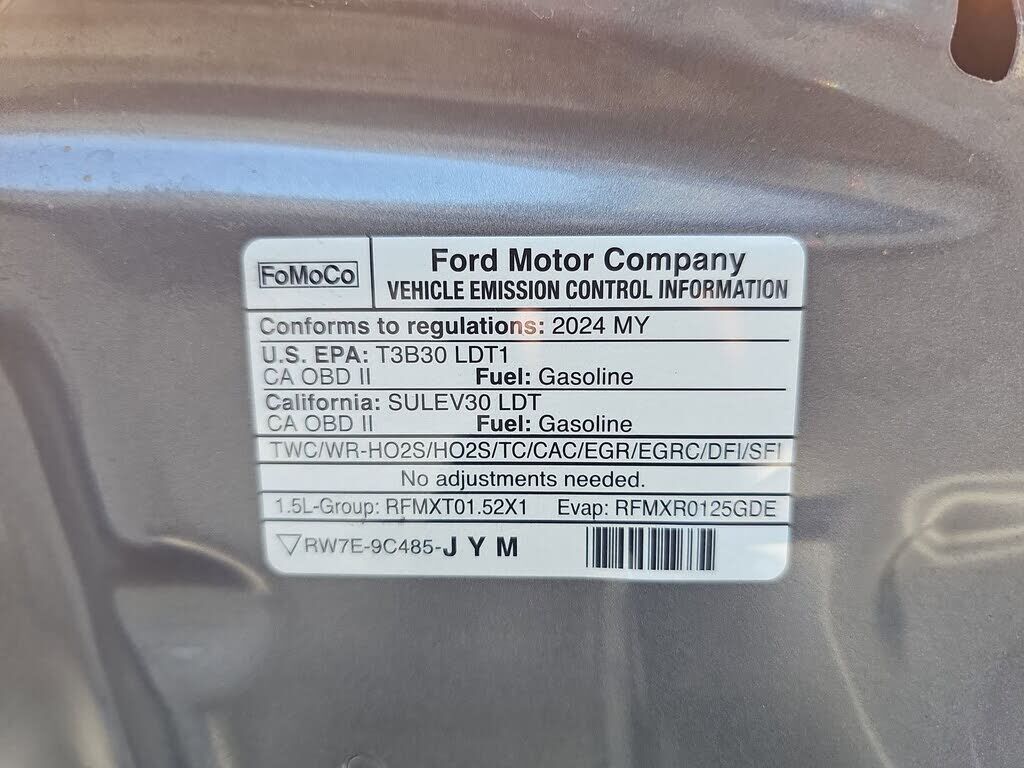 FoMoCo
Ford Motor Company
VEHICLE EMISSION CONTROL INFORMATION
Conforms to regulations: 2024 MY
U.S. EPA: T3B30 LDT1
CA OBD II Fuel: Gasoline
California: SULEV30 LDT
CA OBD II Fuel: Gasoline
TWC/WR-HO2S/HO2S/TC/CAC/EGR/EGRC/DFI/SFI
No adjustments needed.
1.5L-Group: RFMXT01.52X1 Evap: RFMXR0125GDE
RW7E-9C485-JYM